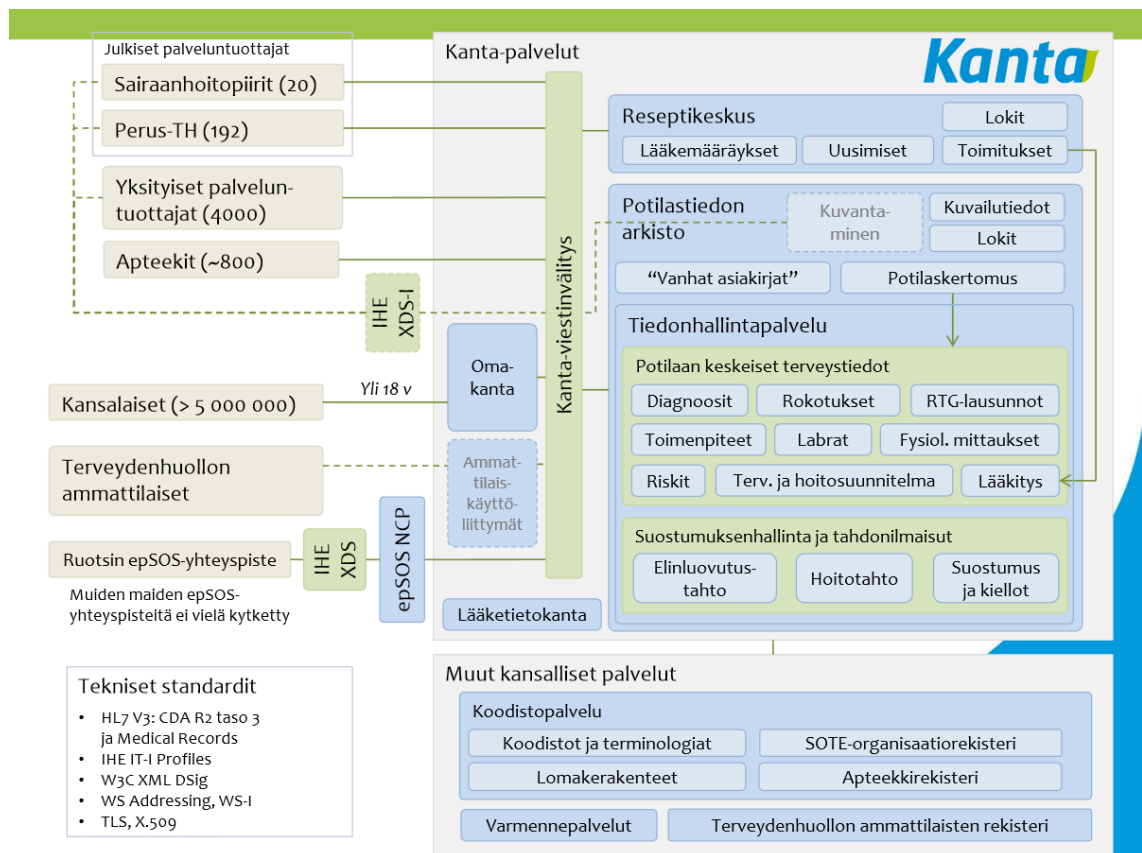 Julkiset palveluntuottajat
Sairaanhoitopiirit (20)
Perus-TH (192)
Yksityiset palvelun-
tuottajat (4000)
Apteekit (~800)
IHE
XDS-I
Kansalaiset (> 5 000 000)
Yli 18 v
Terveydenhuollon
ammattilaiset
Ruotsin epSOS-yhteyspiste
Muiden maiden epSOS-
yhteyspisteitä ei vielä kytketty
IHE
XDS
epSOS NCP
Kanta-palvelut
Kanta
Oma-
kanta
Ammat-
tilais-
käyttö-
liittymät
Lääketietokanta
Kanta-viestinvälitys
Reseptikeskus
Lokit
Lääkemääräykset
Uusimiset
Toimitukset
Potilastiedon
arkisto
Kuvanta-
minen
Kuvailutiedot
Lokit
“Vanhat asiakirjat”
Potilaskertomus
Tiedonhallintapalvelu
Potilaan keskeiset terveystiedot
Diagnoosit
Rokotukset
RTG-lausunnot
Toimenpiteet
Labrat
Fysiol. mittaukset
Riskit
Terv. ja hoitosuunnitelma
Lääkitys
Suostumuksenhallinta ja tahdonilmaisut
Elinluovutus-
tahto
Hoitotahto
Suostumus
ja kiellot
Tekniset standardit
• HL7 V3: CDA R2 taso 3
ja Medical Records
• IHE IT-I Profiles
• W3C XML DSig
• WS Addressing, WS-I
• TLS, X.509
Muut kansalliset palvelut
Koodistopalvelu
Koodistot ja terminologiat
SOTE-organisaatiorekisteri
Lomakerakenteet
Apteekkirekisteri
Varmennepalvelut
Terveydenhuollon ammattilaisten rekisteri